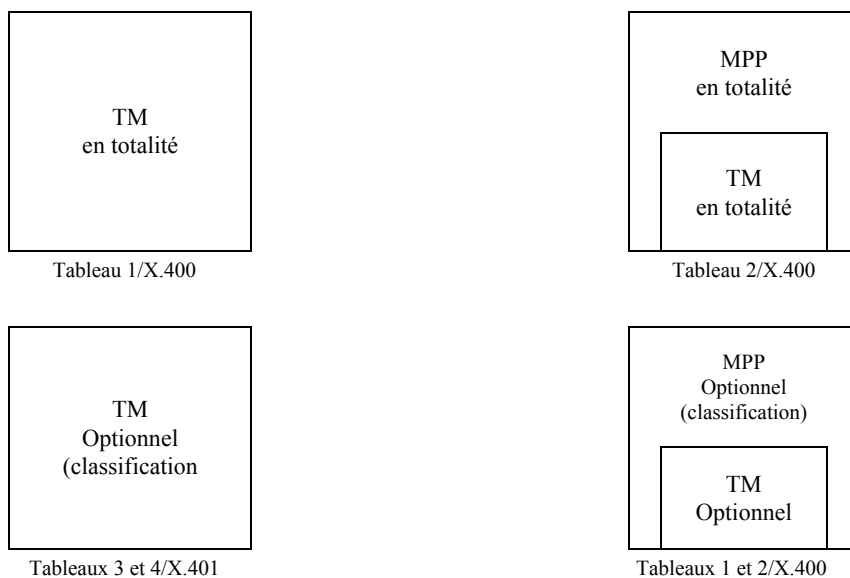 TM
en totalité
Tableau 1/X.400
MPP
en totalité
TM
en totalité
Tableau 2/X.400
TM
Optionnel
(classification
Tableaux 3 et 4/X.401
MPP
Optionnel
(classification)
TM
Optionnel
Tableaux 1 et 2/X.400